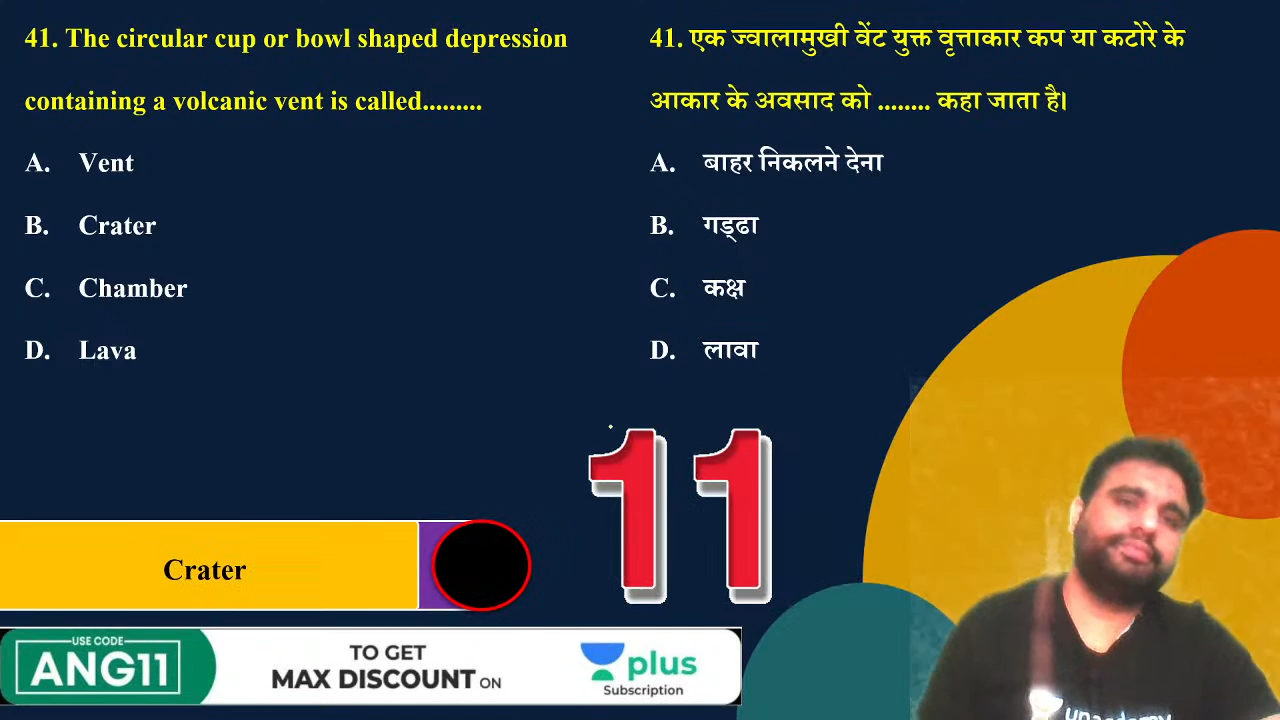 41. The circular cup or bowl shaped depression
containing a volcanic vent is called.........
A. Vent
B. Crater
C. Chamber
D. Lava
41. एक ज्वालामुखी वेंट युक्त वृत्ताकार कप या कटोरे के
आकार के अवसाद को ........ कहा जाता है।
A. बाहर निकलने देना
B. गड्ढा
C. कक्ष
D. लावा
11
Crater
USE CODE
ANG11
TO GET
MAX DISCOUNT ON
plus
Subscription